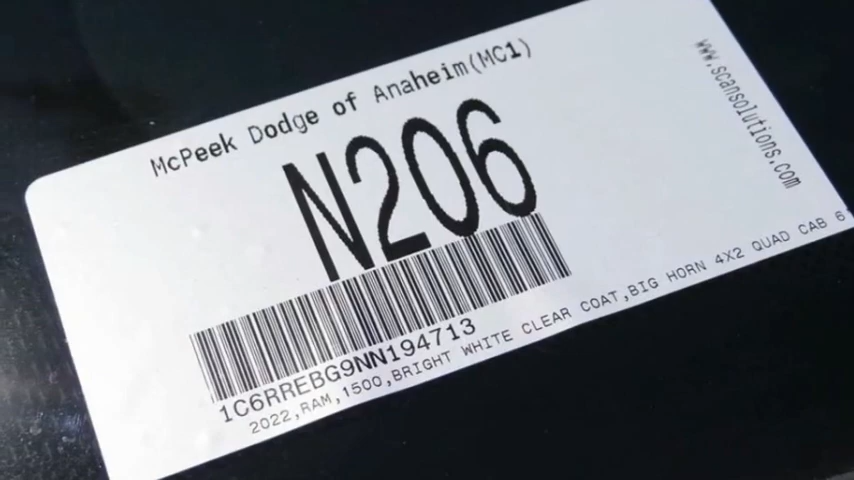 McPeek Dodge of Anaheim(MC1)
N206
1C6RREBG9NN194713
2022,RAM,1500,BRIGHT WHITE CLEAR COAT,BIG HORN 4X2 QUAD CAB 6
www.scansolutions.com